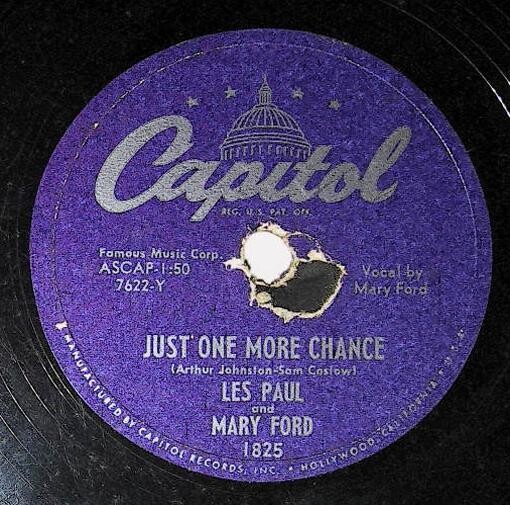 Capitol
REG. U.S. PAT. OFF.
Famous Music Corp.
ASCAP-1:50
7622-Y
Vocal by
Mary Ford
JUST ONE MORE CHANCE
(Arthur Johnston-Sam Coslow)
LES PAUL
and
MARY FORD
1825
MANUFACTURED BY CAPITOL RECORDS, INC. • HOLLYWOOD, CALIFORNIA • U.S.A.